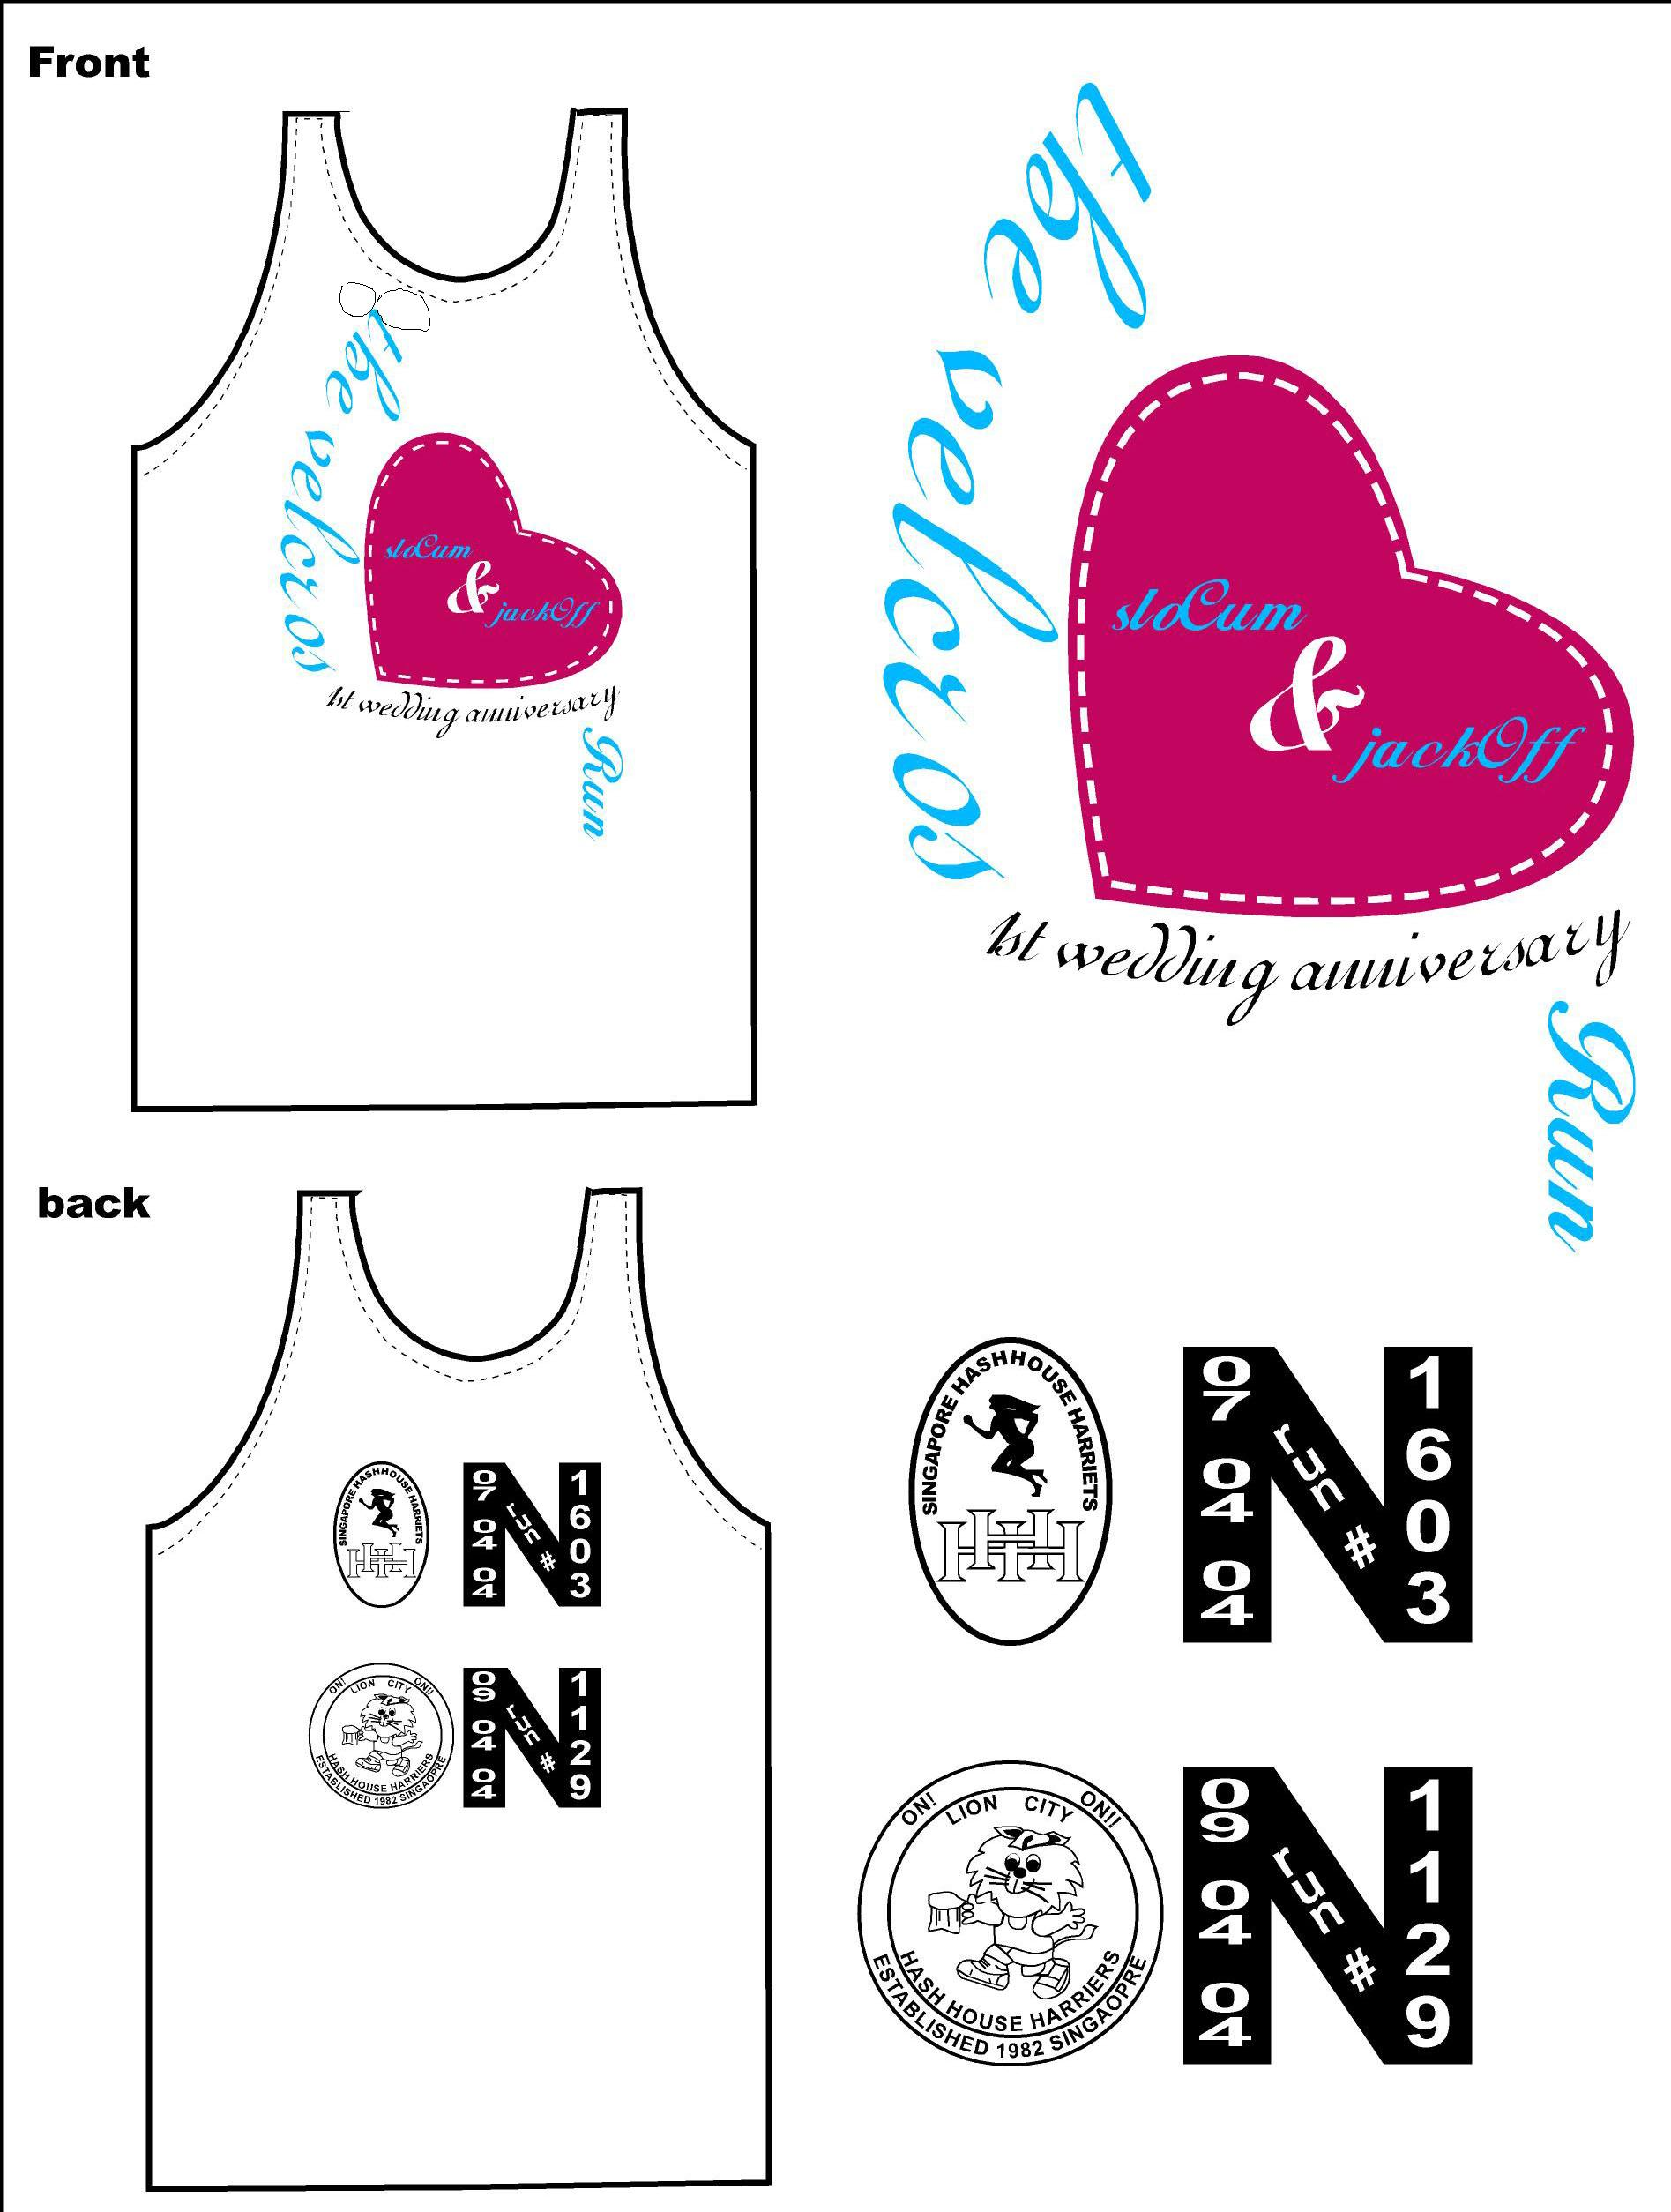 Front
the velcros
sloCum
&
jackOff
1st wedding anniversary
Run
the velcros
sloCum
&
jackOff
1st wedding anniversary
Run
back
SINGAPORE HASHHOUSE HARRIETS
HHH
07 04 04
run #
1603
ON! LION CITY ON!!
HASH HOUSE HARRIERS
ESTABLISHED 1982 SINGAOPRE
09 04 04
run #
1129
SINGAPORE HASHHOUSE HARRIETS
HHH
07 04 04
run #
1603
ON! LION CITY ON!!
HASH HOUSE HARRIERS
ESTABLISHED 1982 SINGAOPRE
09 04 04
run #
1129